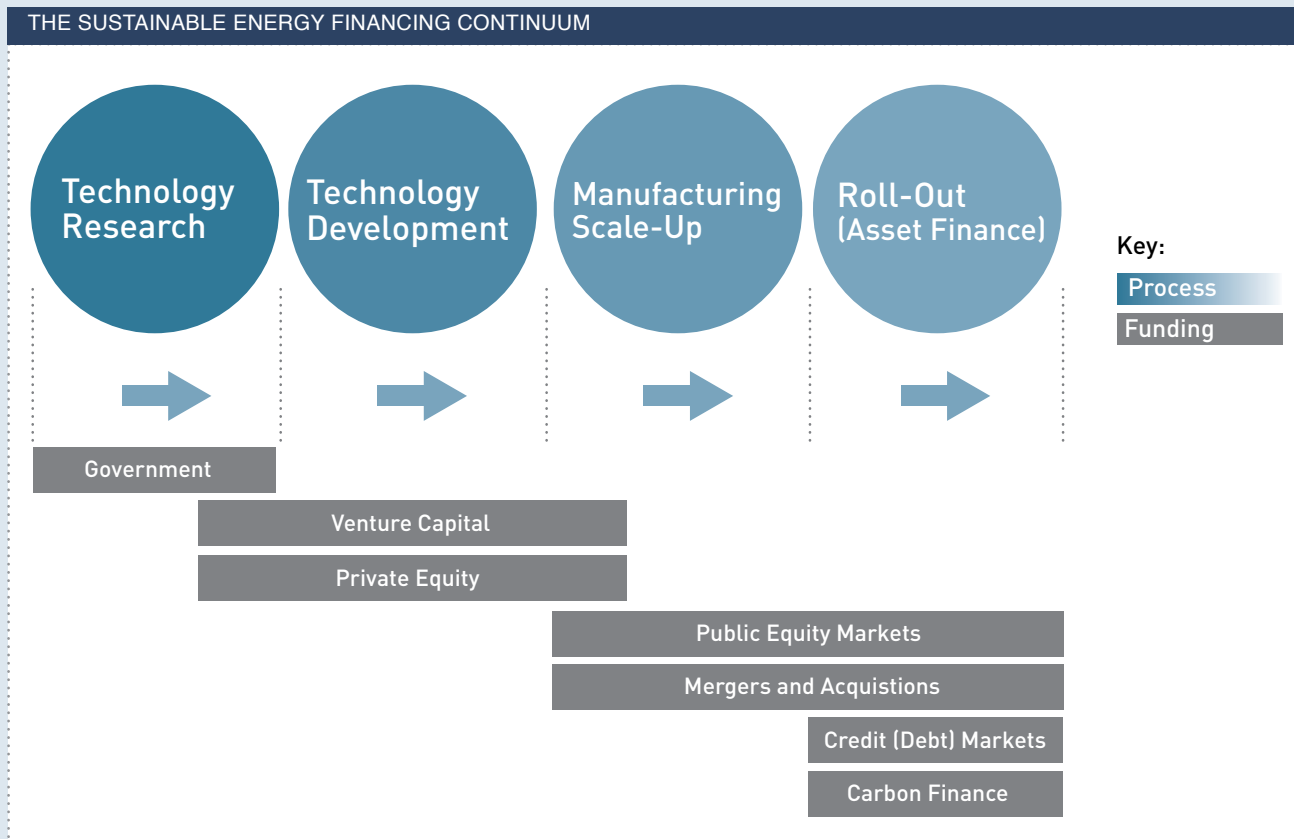 THE SUSTAINABLE ENERGY FINANCING CONTINUUM
Technology
Research
Technology
Development
Manufacturing
Scale-Up
Roll-Out
(Asset Finance)
Key:
Process
Funding
Government
Venture Capital
Private Equity
Public Equity Markets
Mergers and Acquistions
Credit (Debt) Markets
Carbon Finance